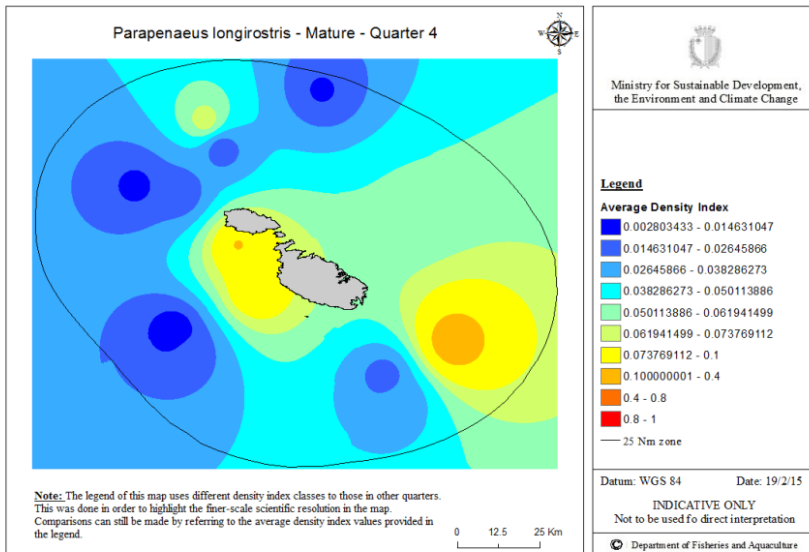 Parapenaeus longirostris - Mature - Quarter 4
N
W E
S
Note: The legend of this map uses different density index classes to those in other quarters.
This was done in order to highlight the finer-scale scientific resolution in the map.
Comparisons can still be made by referring to the average density index values provided in
the legend.
0 12.5 25 Km
Ministry for Sustainable Development,
the Environment and Climate Change
Legend
Average Density Index
0.002803433 - 0.014631047
0.014631047 - 0.02645866
0.02645866 - 0.038286273
0.038286273 - 0.050113886
0.050113886 - 0.061941499
0.061941499 - 0.073769112
0.073769112 - 0.1
0.100000001 - 0.4
0.4 - 0.8
0.8 - 1
25 Nm zone
Datum: WGS 84 Date: 19/2/15
INDICATIVE ONLY
Not to be used fo direct interpretation
© Department of Fisheries and Aquaculture